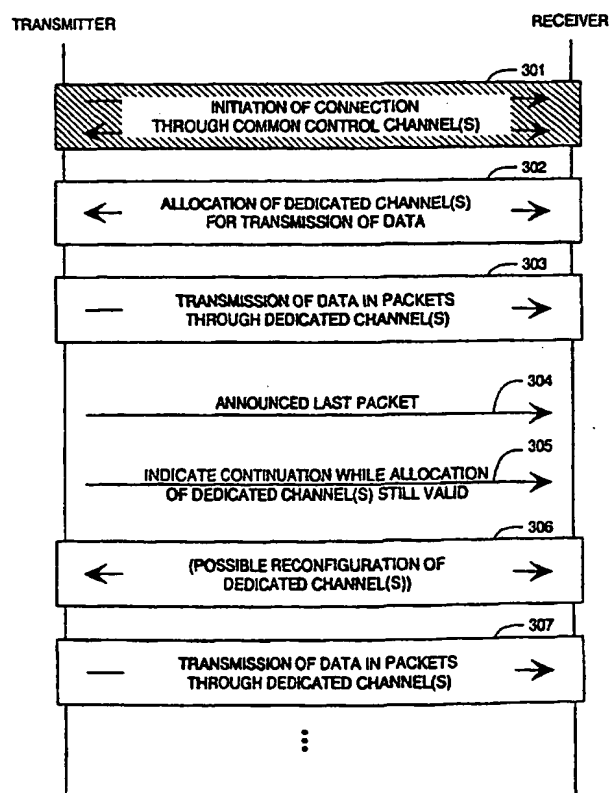 TRANSMITTER
RECEIVER
301
INITIATION OF CONNECTION
THROUGH COMMON CONTROL CHANNEL(S)
302
ALLOCATION OF DEDICATED CHANNEL(S)
FOR TRANSMISSION OF DATA
303
TRANSMISSION OF DATA IN PACKETS
THROUGH DEDICATED CHANNEL(S)
304
ANNOUNCED LAST PACKET
305
INDICATE CONTINUATION WHILE ALLOCATION
OF DEDICATED CHANNEL(S) STILL VALID
306
(POSSIBLE RECONFIGURATION OF
DEDICATED CHANNEL(S))
307
TRANSMISSION OF DATA IN PACKETS
THROUGH DEDICATED CHANNEL(S)